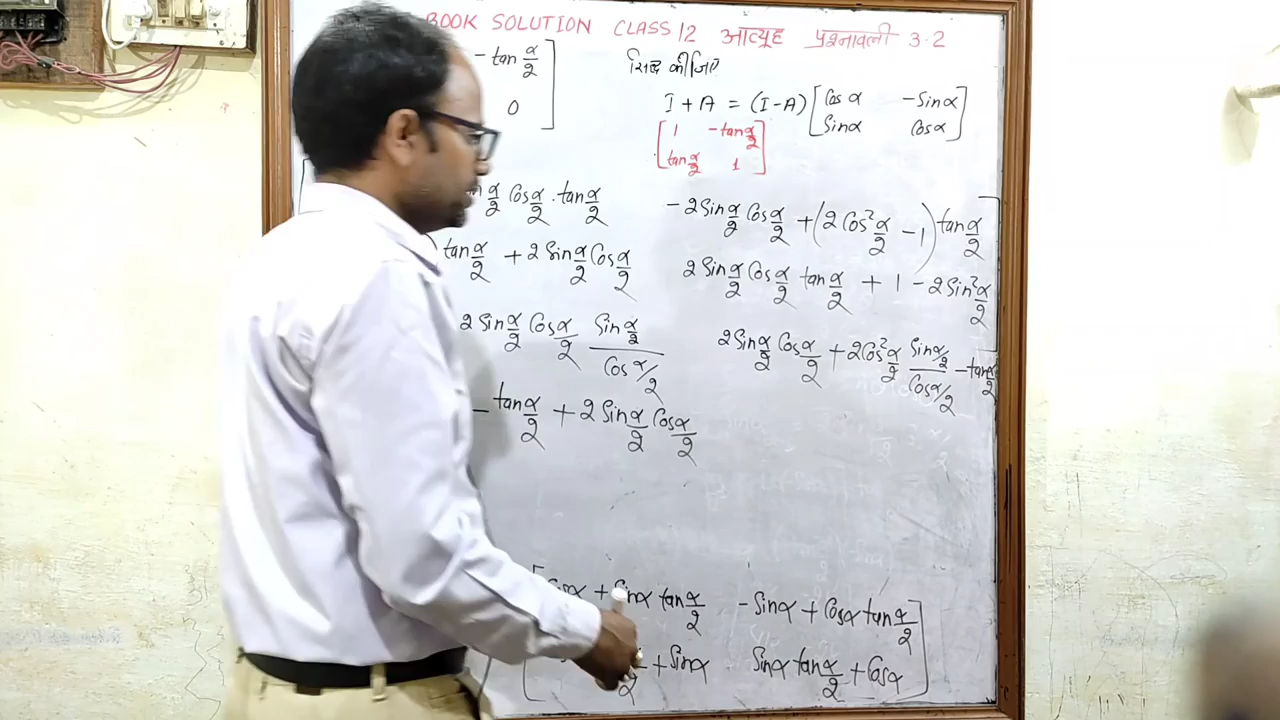 BOOK SOLUTION CLASS 12 आव्यूह प्रश्नावली 3.2
- tan α/2
0
सिद्ध कीजिए
I + A = (I - A) [Cos α - Sin α
Sin α Cos α]
[1 - tan α/2
tan α/2 1]
α/2 Cos α/2 . tan α/2
- 2 Sin α/2 Cos α/2 + (2 Cos² α/2 - 1) tan α/2
tan α/2 + 2 Sin α/2 Cos α/2
2 Sin α/2 Cos α/2 tan α/2 + 1 - 2 Sin² α/2
2 Sin α/2 Cos α/2 Sin α/2 / Cos α/2
2 Sin α/2 Cos α/2 + 2 Cos² α/2 Sin α/2 / Cos α/2 - tan α/2
- tan α/2 + 2 Sin α/2 Cos α/2
+ Sin α tan α/2 - Sin α + Cos α tan α/2
+ Sin α Sin α tan α/2 + Cos α